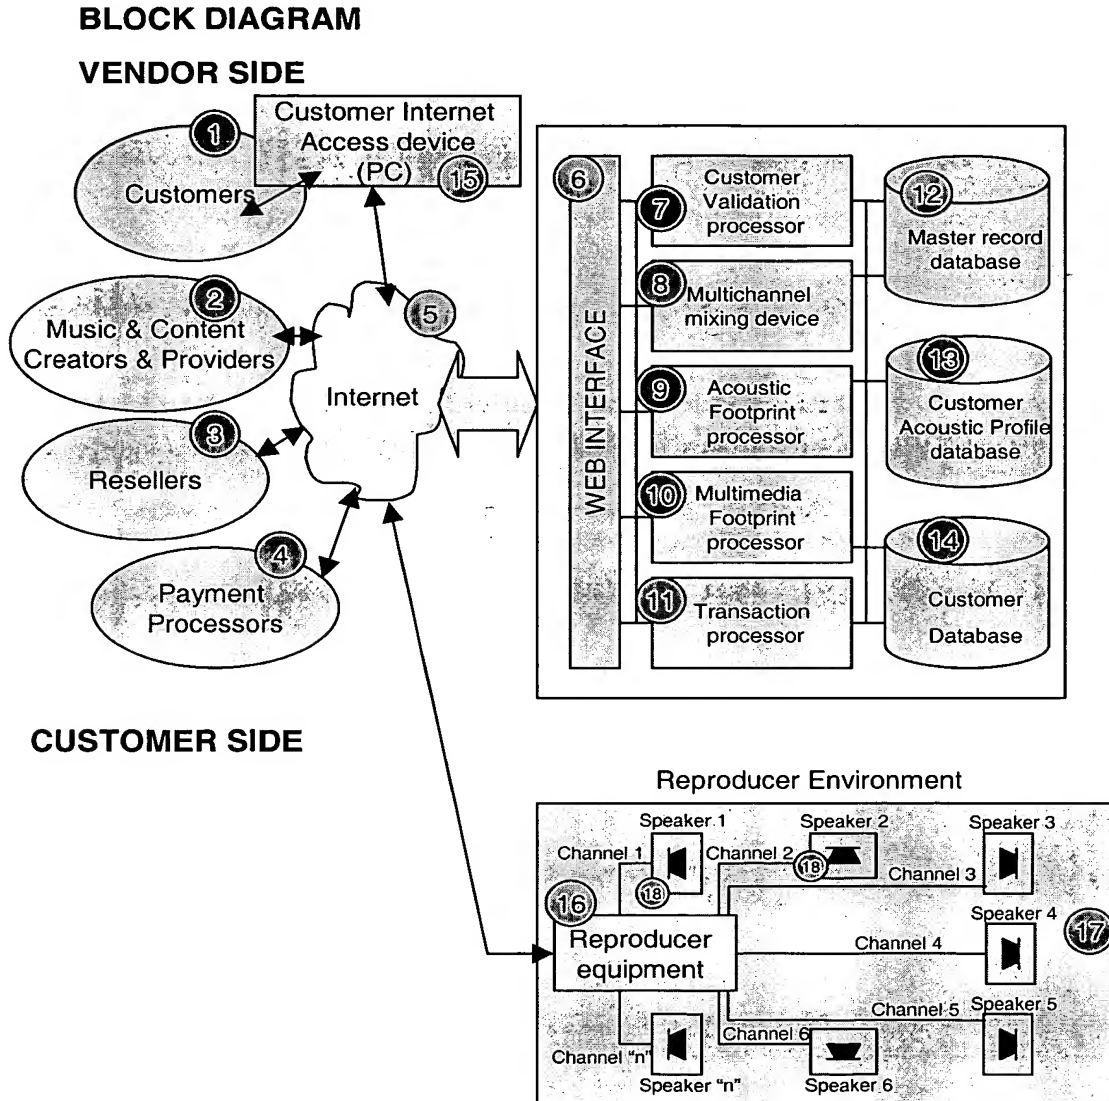 BLOCK DIAGRAM
VENDOR SIDE
1
Customers
Customer Internet
Access device
(PC)
15
2
Music & Content
Creators & Providers
3
Resellers
4
Payment
Processors
5
Internet
6
WEB INTERFACE
7
Customer
Validation
processor
8
Multichannel
mixing device
9
Acoustic
Footprint
processor
10
Multimedia
Footprint
processor
11
Transaction
processor
12
Master record
database
13
Customer
Acoustic Profile
database
14
Customer
Database
CUSTOMER SIDE
Reproducer Environment
Speaker 1
Speaker 2
Speaker 3
Channel 1
Channel 2
18
18
Channel 3
16
Reproducer
equipment
Speaker 4
17
Channel 4
Channel 5
Speaker 5
Channel 6
Channel "n"
Speaker "n"
Speaker 6